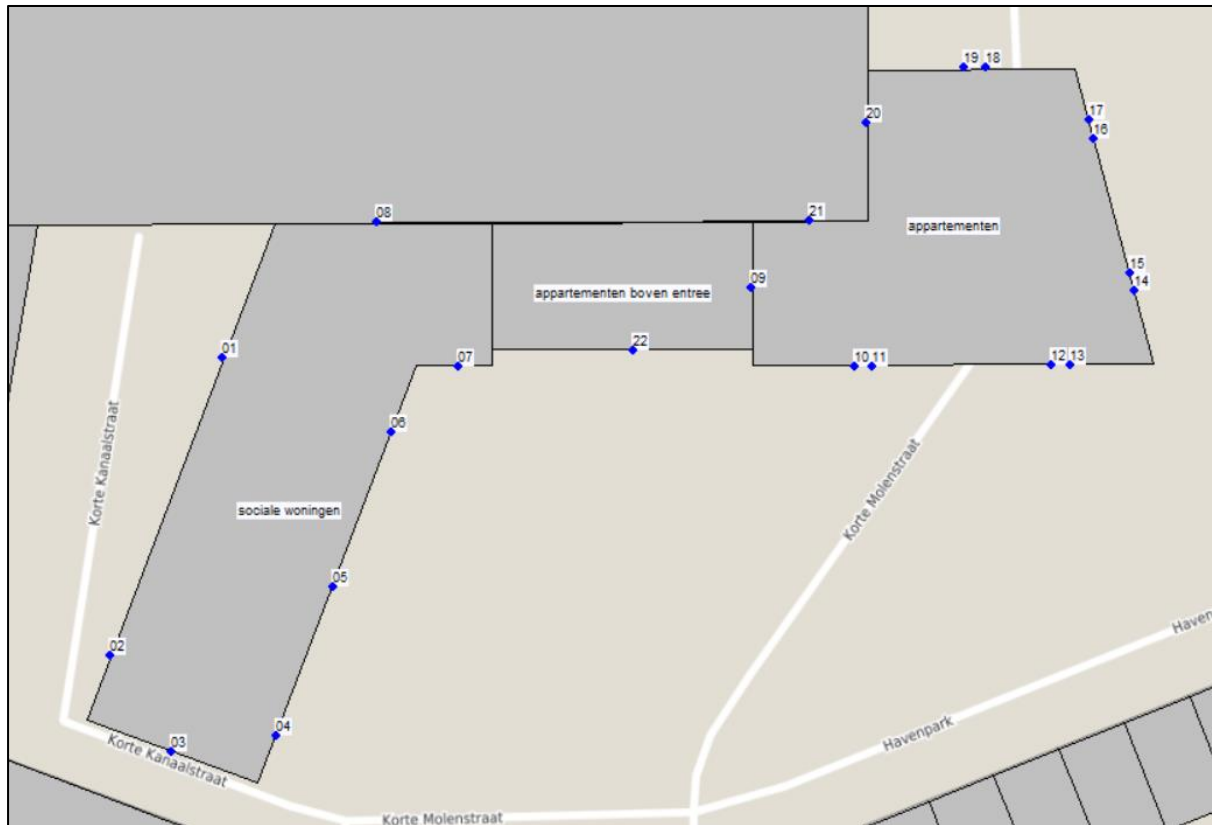 19 18
17
20
16
08
21
appartementen
15
09
14
appartementen boven entree
22
01
07
10 11
12 13
06
Korte Kanaalstraat
Korte Molenstraat
sociale woningen
05
Haven
02
04
Havenpark
03
Korte Kanaalstraat
Korte Molenstraat